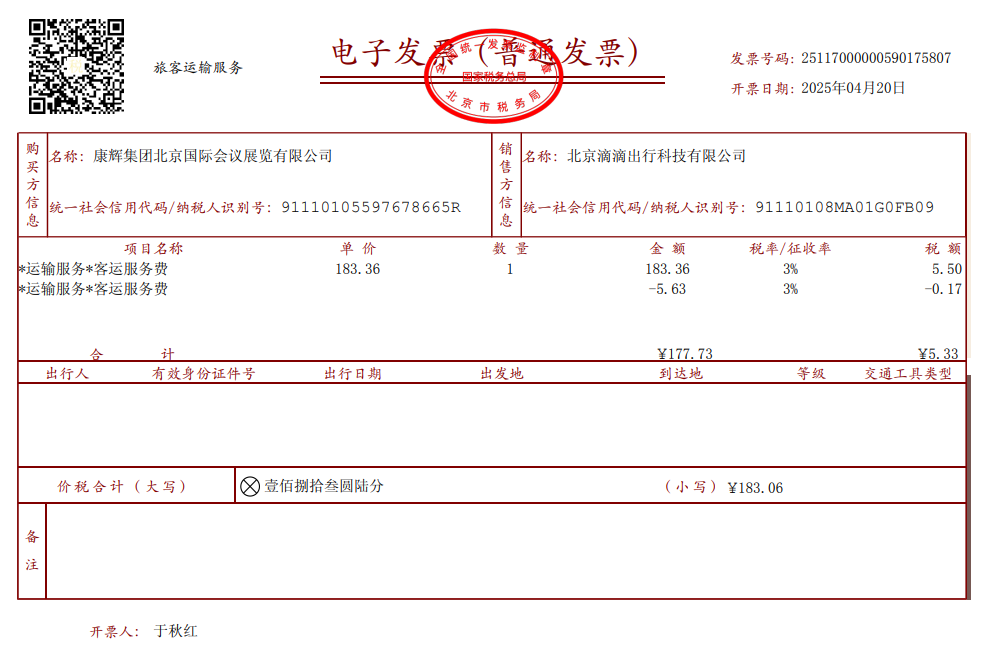 旅客运输服务
电子发票（普通发票）
全国统一发票监制章
国家税务总局
北京市税务局
发票号码：25117000000590175807
开票日期：2025年04月20日
购买方信息
名称：康辉集团北京国际会议展览有限公司
统一社会信用代码/纳税人识别号：91110105597678665R
销售方信息
名称：北京滴滴出行科技有限公司
统一社会信用代码/纳税人识别号：91110108MA01G0FB09
项目名称 单价 数量 金额 税率/征收率 税额
*运输服务*客运服务费 183.36 1 183.36 3% 5.50
*运输服务*客运服务费 -5.63 3% -0.17
合计 ¥177.73 ¥5.33
出行人 有效身份证件号 出行日期 出发地 到达地 等级 交通工具类型
价税合计（大写） ⊗壹佰捌拾叁圆陆分 （小写）¥183.06
备注
开票人：于秋红